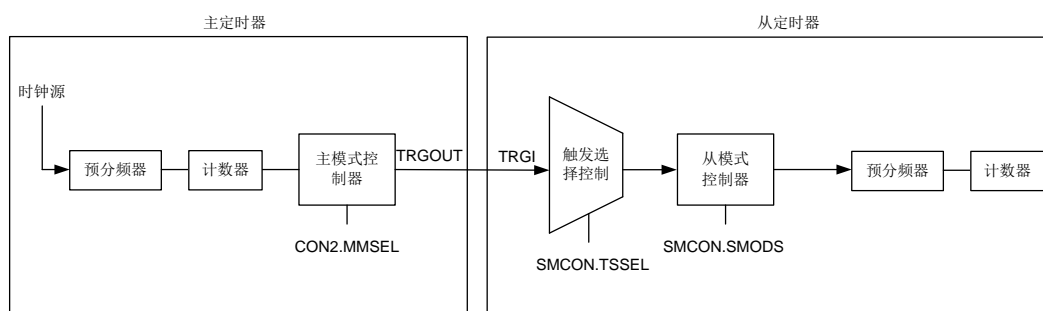 主定时器
从定时器
时钟源
预分频器
计数器
主模式控
制器
TRGOUT
TRGI
触发选
择控制
从模式
控制器
预分频器
计数器
CON2.MMSEL
SMCON.TSSEL
SMCON.SMODS